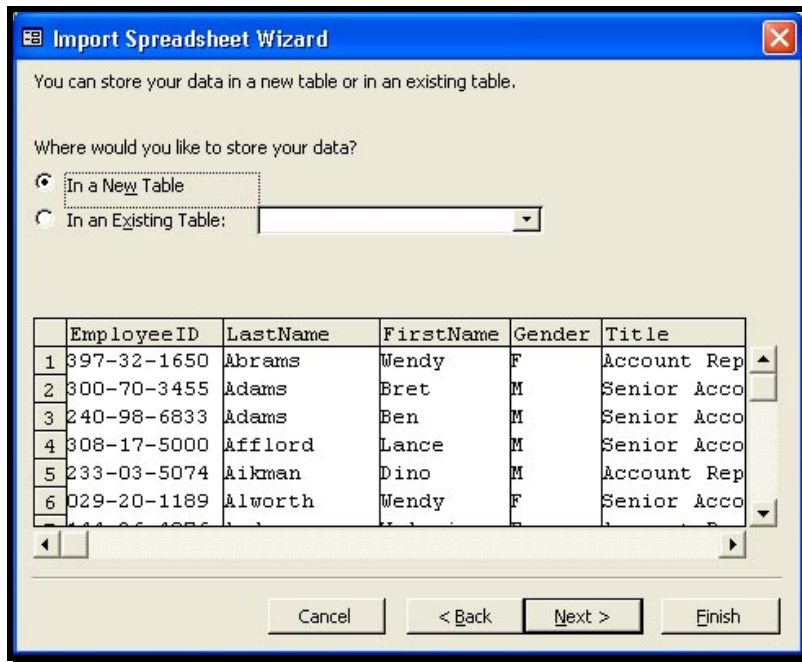 Import Spreadsheet Wizard
You can store your data in a new table or in an existing table.
Where would you like to store your data?
In a New Table
In an Existing Table:
EmployeeID LastName FirstName Gender Title
1 397-32-1650 Abrams Wendy F Account Rep
2 300-70-3455 Adams Bret M Senior Acco
3 240-98-6833 Adams Ben M Senior Acco
4 308-17-5000 Afflord Lance M Senior Acco
5 233-03-5074 Aikman Dino M Account Rep
6 029-20-1189 Alworth Wendy F Senior Acco
Cancel < Back Next > Finish